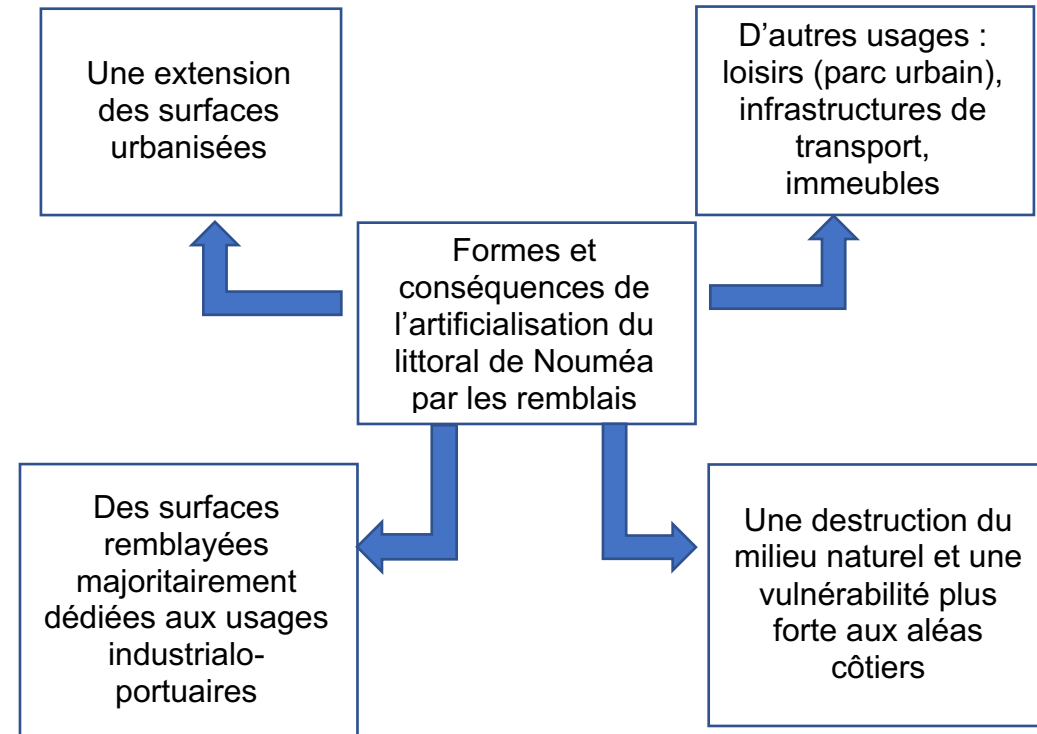 Une extension
des surfaces
urbanisées
D’autres usages :
loisirs (parc urbain),
infrastructures de
transport,
immeubles
Formes et
conséquences de
l’artificialisation du
littoral de Nouméa
par les remblais
Des surfaces
remblayées
majoritairement
dédiées aux usages
industrialo-
portuaires
Une destruction du
milieu naturel et une
vulnérabilité plus
forte aux aléas
côtiers